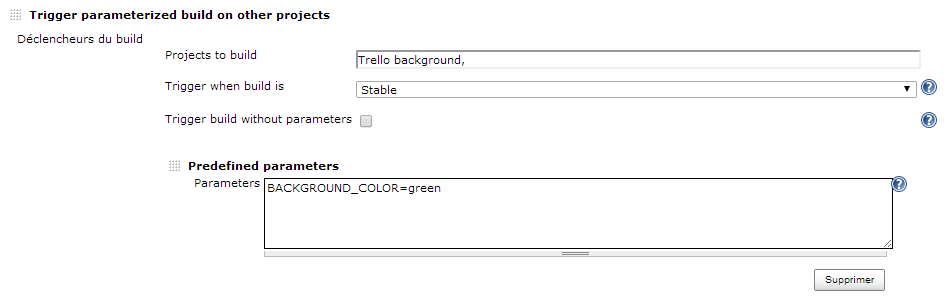 Trigger parameterized build on other projects
Déclencheurs du build
Projects to build
Trello background,
Trigger when build is
Stable
Trigger build without parameters
Predefined parameters
Parameters
BACKGROUND_COLOR=green
Supprimer